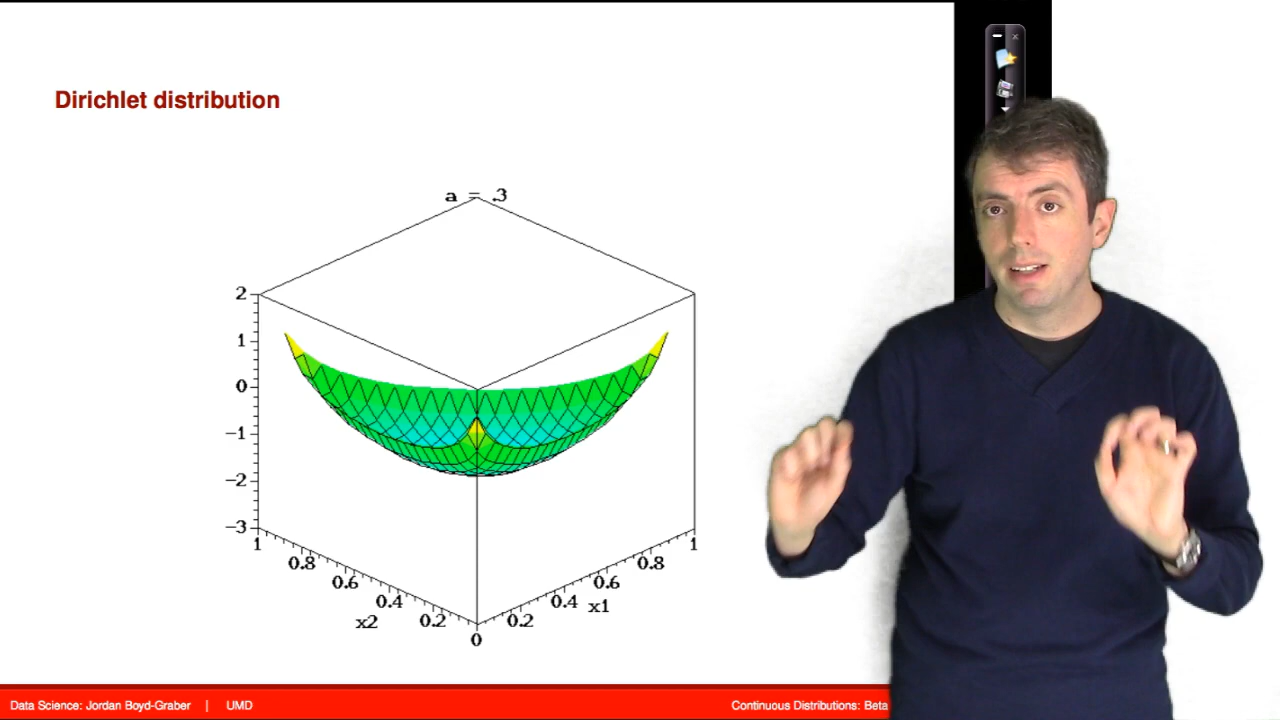 Dirichlet distribution
a = .3
2
1
0
−1
−2
−3
1
0.8
0.6
0.4
0.2
0
x2
0.2
0.4
0.6
0.8
1
x1
Data Science: Jordan Boyd-Graber | UMD
Continuous Distributions: Beta